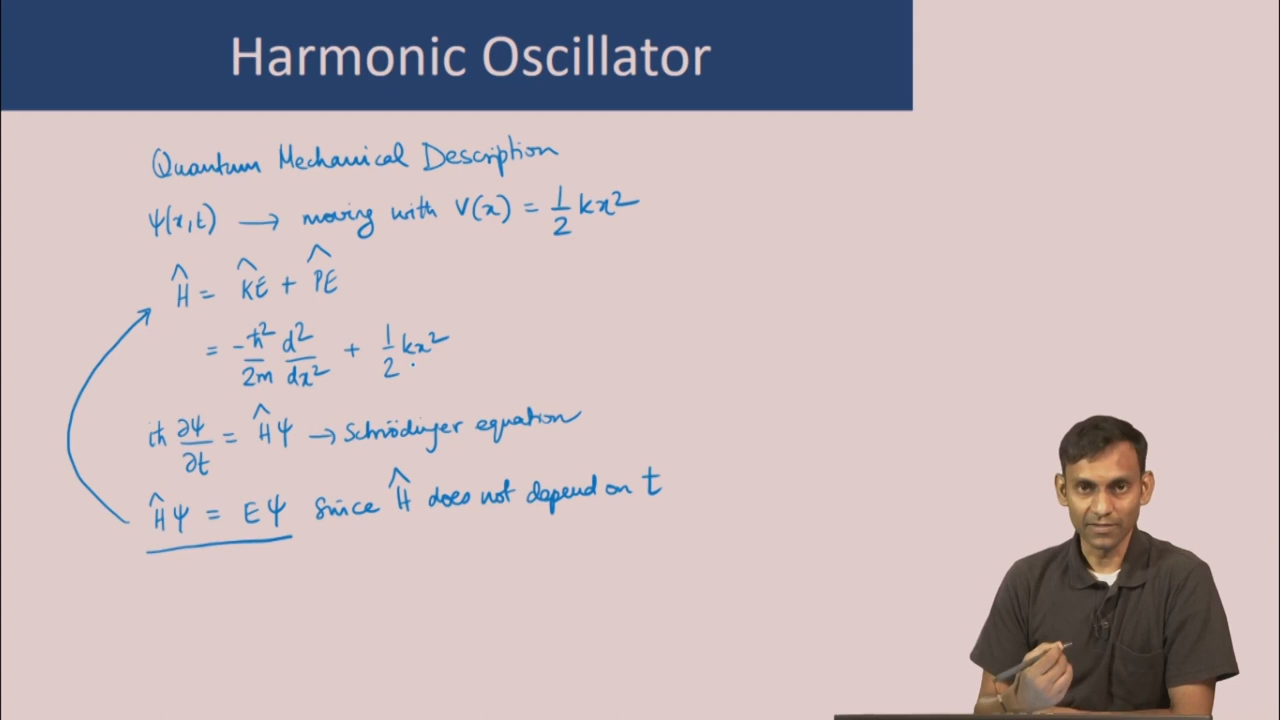 Harmonic Oscillator
Quantum Mechanical Description
ψ(x,t) → moving with V(x) = 1/2 kx²
Ĥ = K̂E + P̂E
= -ħ²/2m d²/dx² + 1/2 kx²
iħ ∂ψ/∂t = Ĥψ → Schrödinger equation
Ĥψ = Eψ since Ĥ does not depend on t